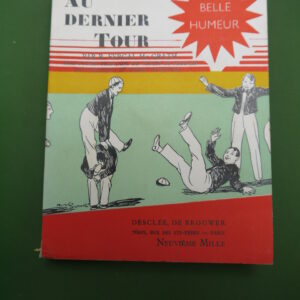 AU
DERNIER
TOUR
BELLE
HUMEUR
DESCLÉE, DE BROUWER
NEUVIÈME MILLE